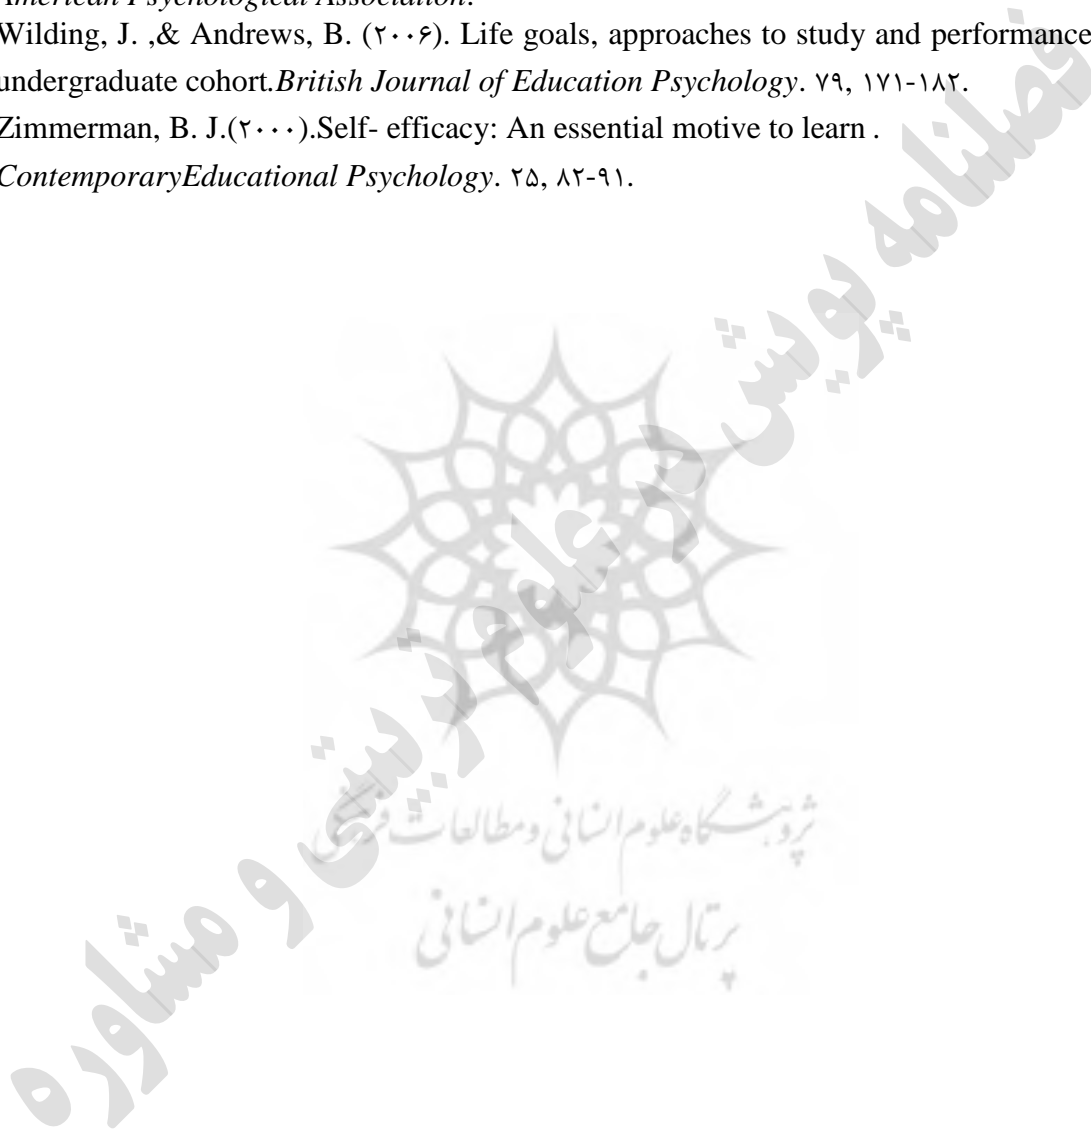 American Psychological Association.
Wilding, J. ,& Andrews, B. (۲۰۰۶). Life goals, approaches to study and performance
undergraduate cohort.British Journal of Education Psychology. ۷۹, ۱۷۱-۱۸۲.
Zimmerman, B. J.(۲۰۰۰).Self- efficacy: An essential motive to learn .
ContemporaryEducational Psychology. ۲۵, ۸۲-۹۱.
فصلنامه پویش در علوم تربیتی و مشاوره
پژوهشگاه علوم انسانی و مطالعات فرهنگی
پرتال جامع علوم انسانی